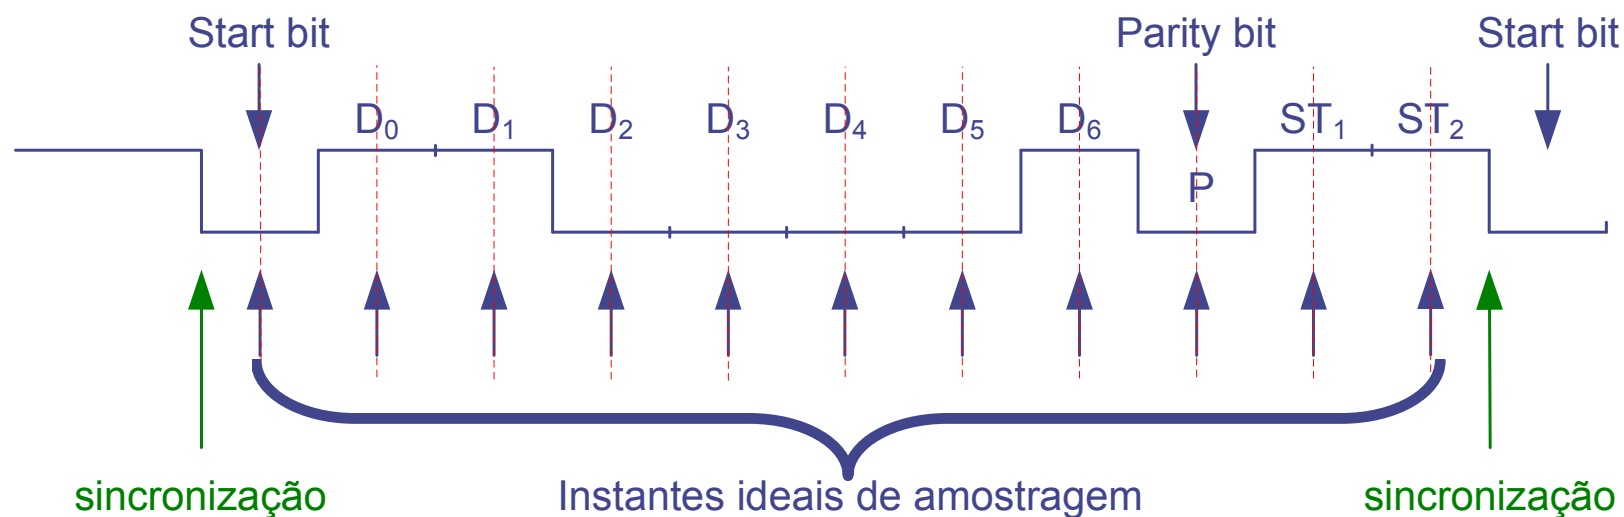 Start bit Parity bit Start bit
D₀ D₁ D₂ D₃ D₄ D₅ D₆ ST₁ ST₂
P
sincronização Instantes ideais de amostragem sincronização